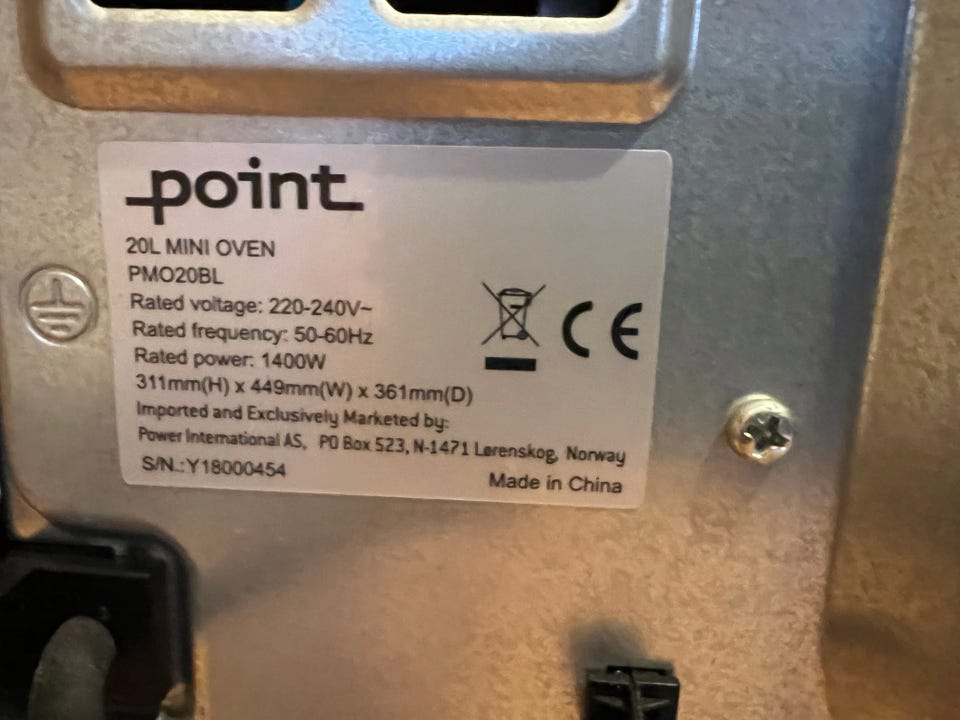 point
20L MINI OVEN
PMO20BL
Rated voltage: 220-240V~
Rated frequency: 50-60Hz
Rated power: 1400W
311mm(H) x 449mm(W) x 361mm(D)
Imported and Exclusively Marketed by:
Power International AS, PO Box 523, N-1471 Lørenskog, Norway
S/N.:Y18000454
Made in China
CE